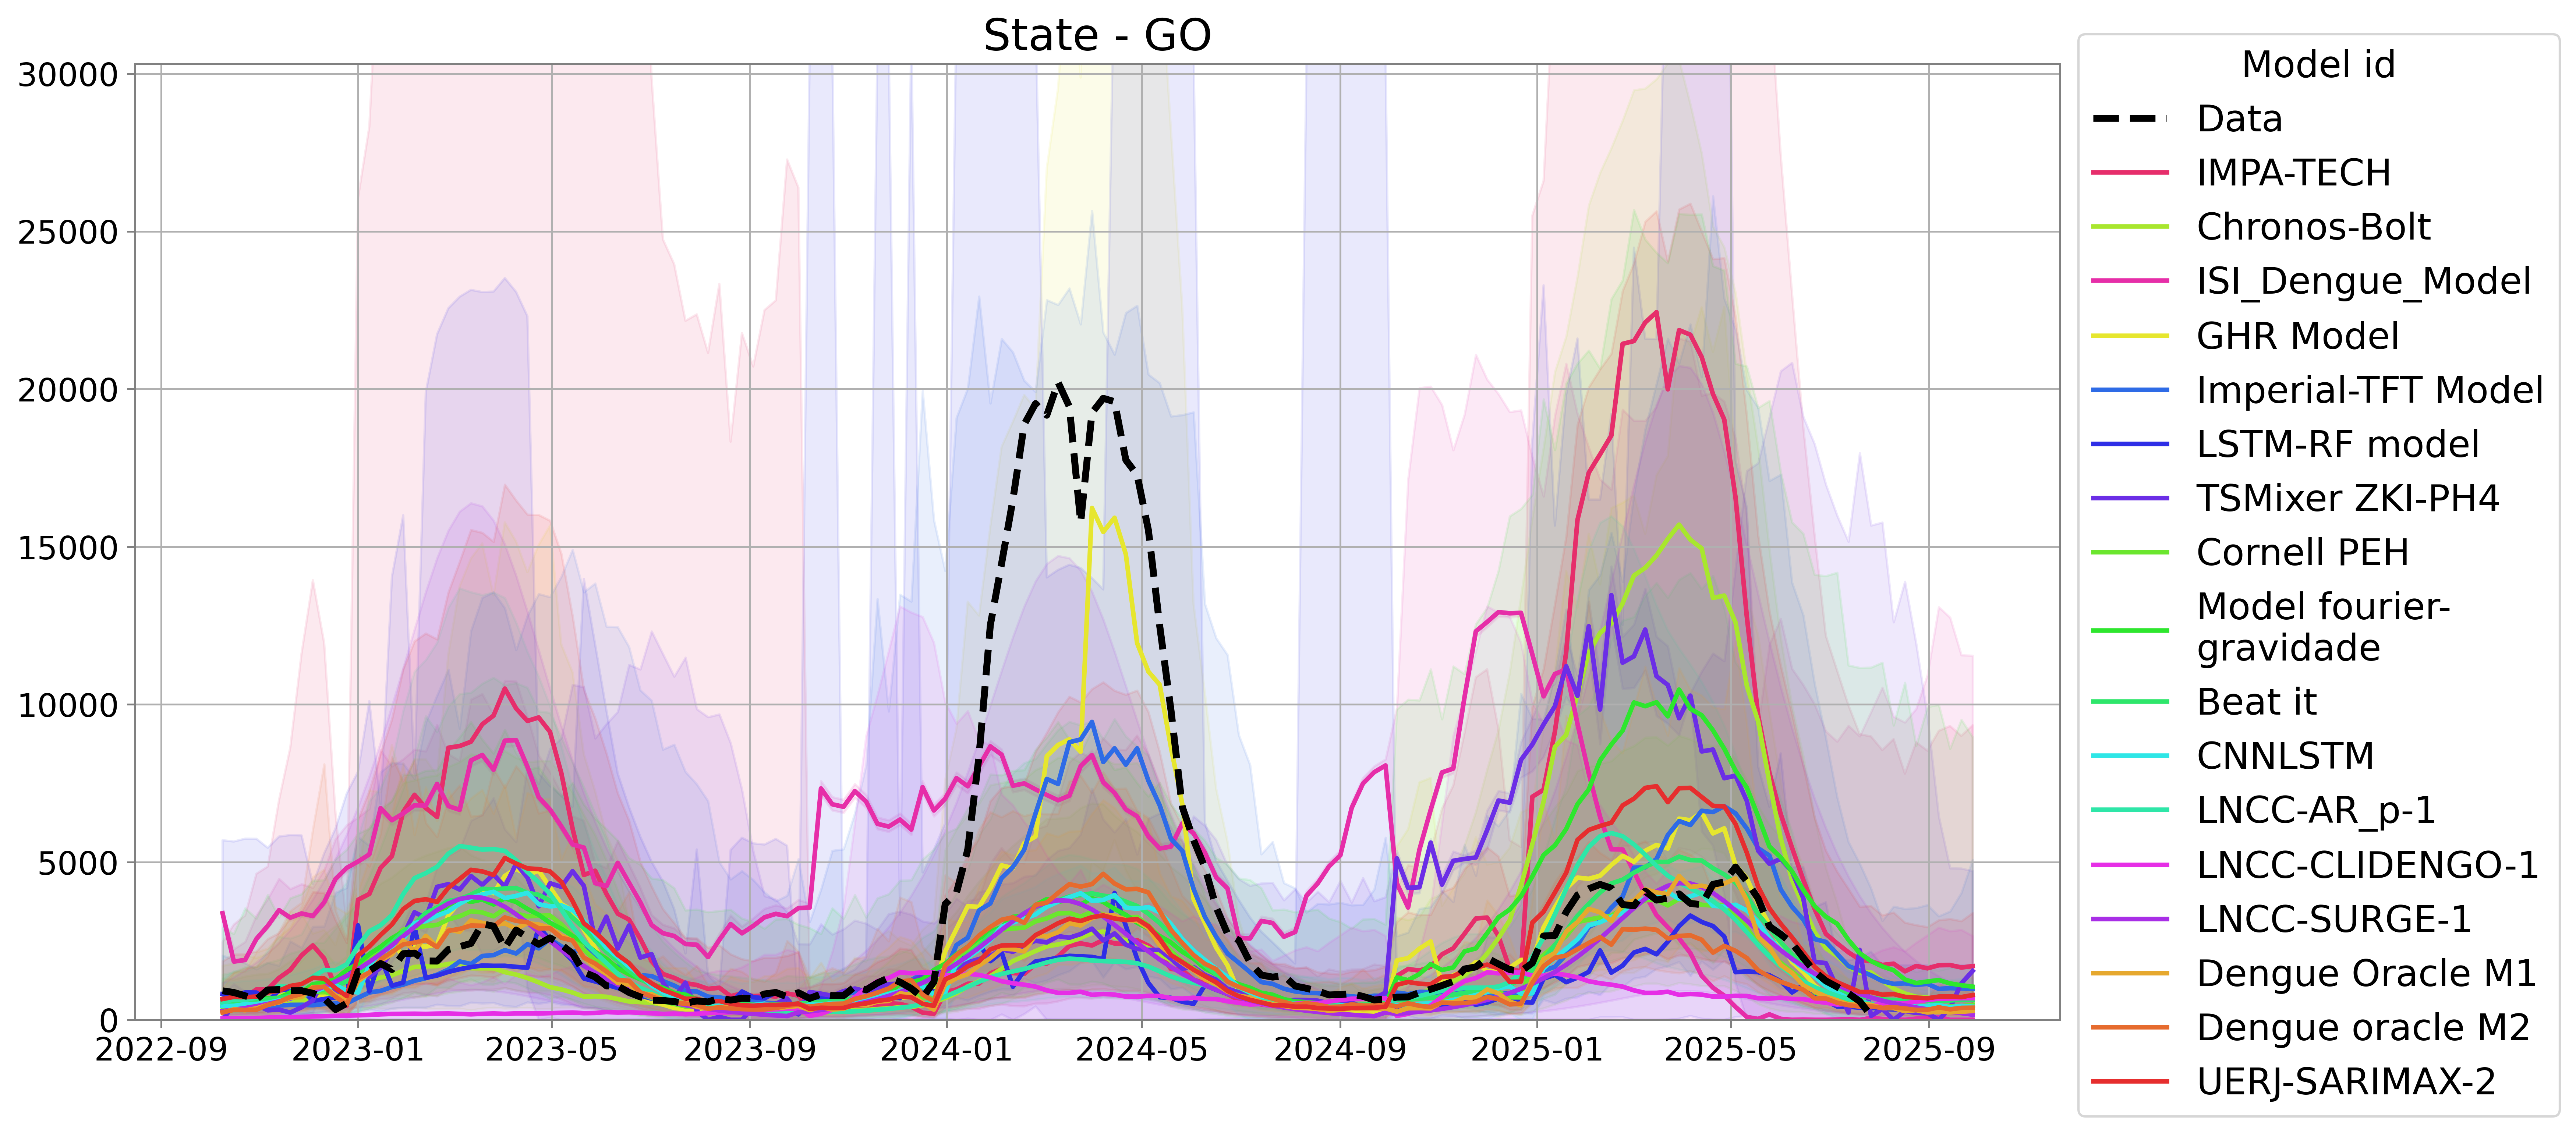 State - GO
30000
25000
20000
15000
10000
5000
0
2022-09
2023-01
2023-05
2023-09
2024-01
2024-05
2024-09
2025-01
2025-05
2025-09
Model id
Data
IMPA-TECH
Chronos-Bolt
ISI_Dengue_Model
GHR Model
Imperial-TFT Model
LSTM-RF model
TSMixer ZKI-PH4
Cornell PEH
Model fourier-
gravidade
Beat it
CNNLSTM
LNCC-AR_p-1
LNCC-CLIDENGO-1
LNCC-SURGE-1
Dengue Oracle M1
Dengue oracle M2
UERJ-SARIMAX-2